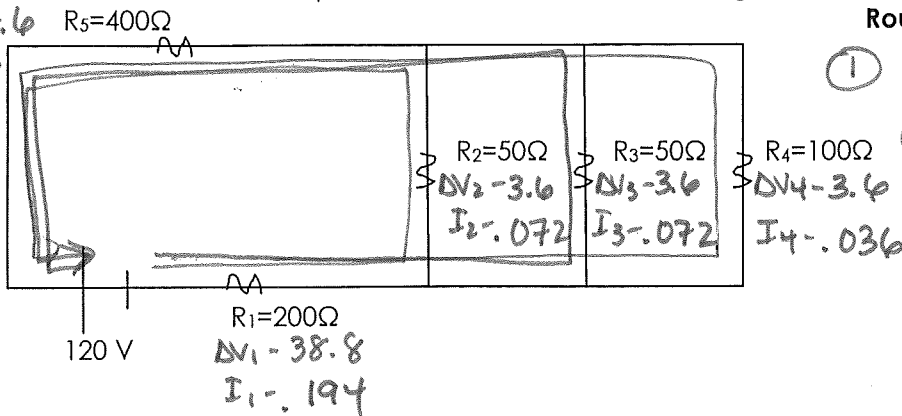 .6 R₅=400Ω
Rou
1
R₂=50Ω R₃=50Ω R₄=100Ω
ΔV₂-3.6 ΔV₃-3.6 ΔV₄-3.6
I₂-.072 I₃-.072 I₄-.036
R₁=200Ω
120 V
ΔV₁-38.8
I₁-.194